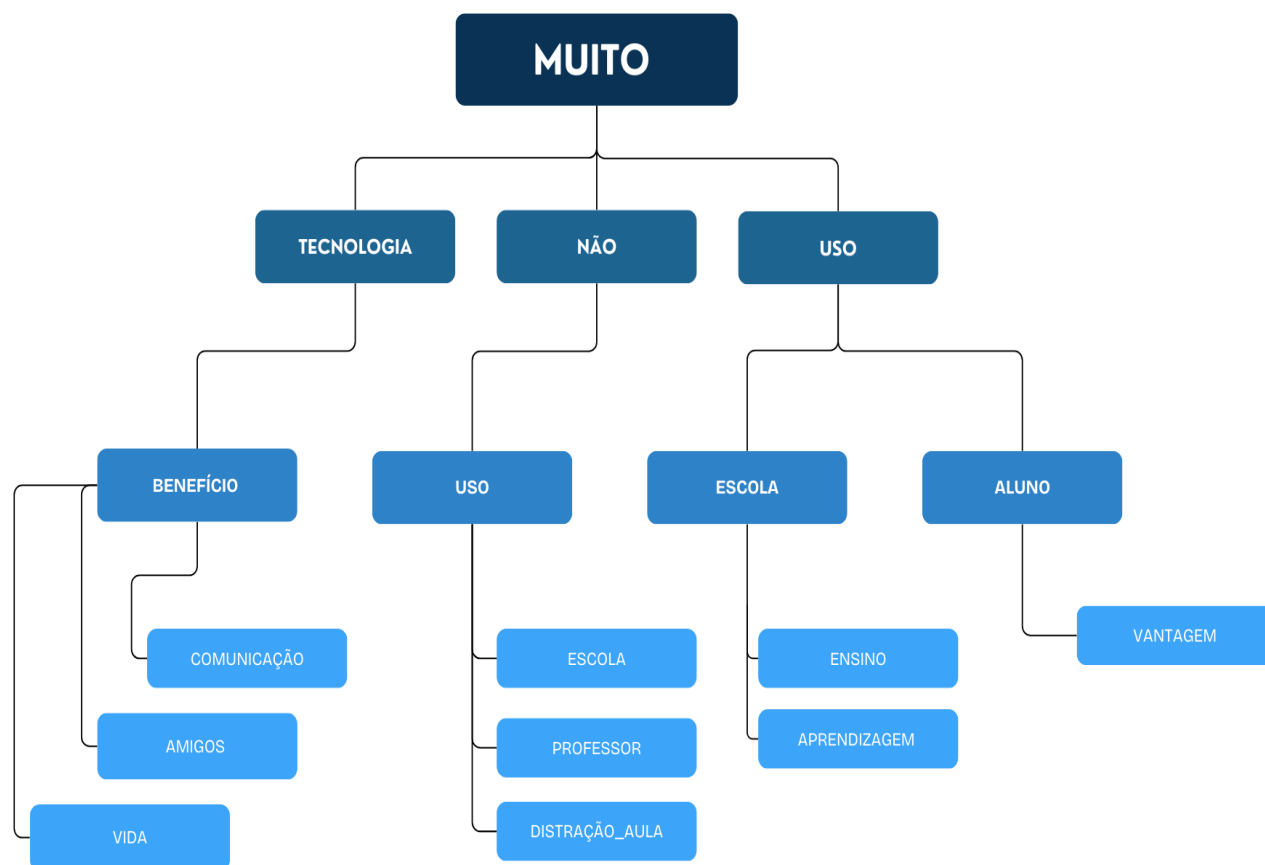 MUITO
TECNOLOGIA
NÃO
USO
BENEFÍCIO
USO
ESCOLA
ALUNO
VANTAGEM
COMUNICAÇÃO
ESCOLA
ENSINO
AMIGOS
PROFESSOR
APRENDIZAGEM
VIDA
DISTRAÇÃO_AULA